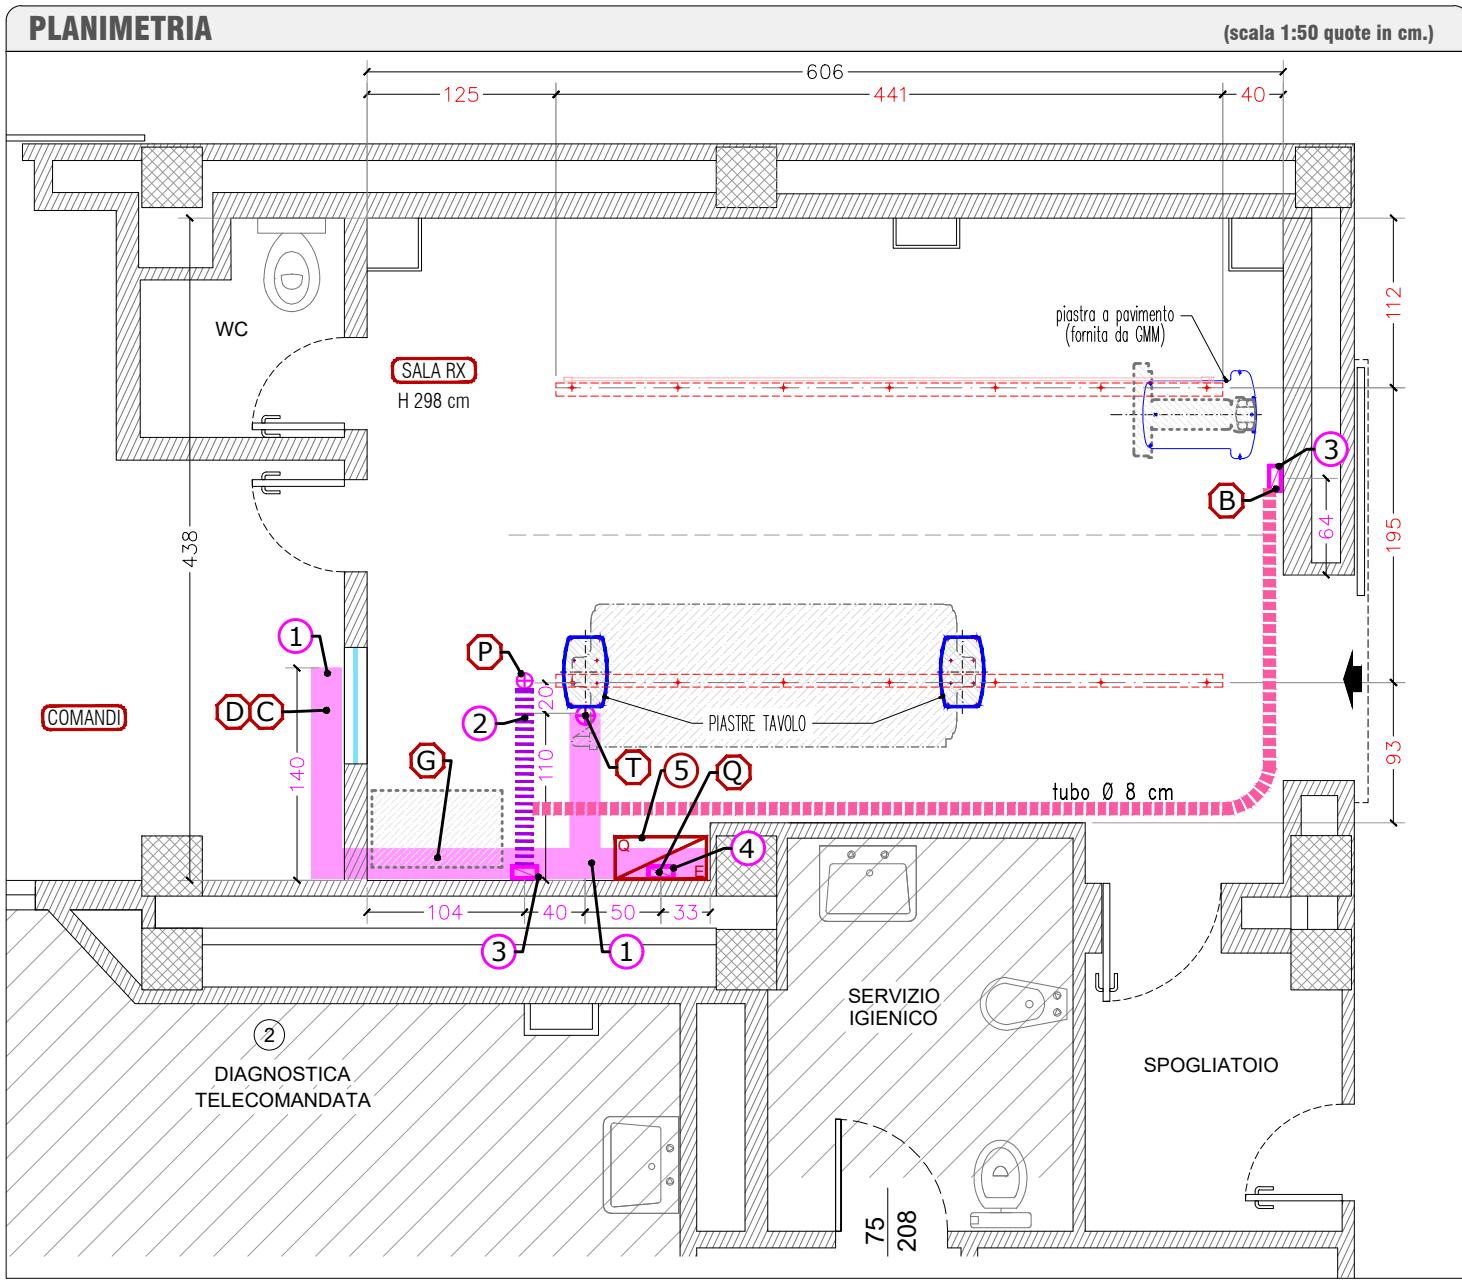 PLANIMETRIA
(scala 1:50 quote in cm.)
606
125
441
40
WC
SALA RX
H 298 cm
piastra a pavimento
(fornita da GMM)
112
3
B
438
64
195
1
P
D C
COMANDI
2
20
PIASTRE TAVOLO
G
T
5
Q
140
110
tubo Ø 8 cm
93
Q
E
4
104
40
50
33
3
1
SERVIZIO
IGIENICO
2
DIAGNOSTICA
TELECOMANDATA
SPOGLIATOIO
75
208